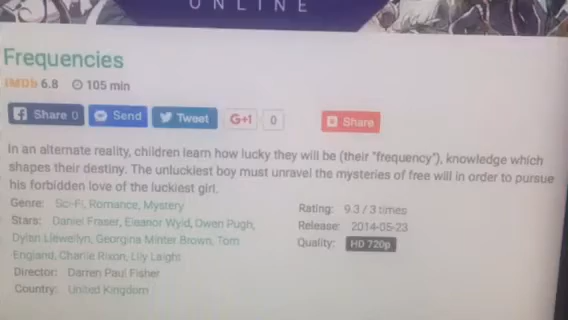 ONLINE
Frequencies
IMDb 6.8 105 min
Share 0 Send Tweet G+1 0 Share
In an alternate reality, children learn how lucky they will be (their "frequency"), knowledge which
shapes their destiny. The unluckiest boy must unravel the mysteries of free will in order to pursue
his forbidden love of the luckiest girl.
Genre: Sci-Fi, Romance, Mystery
Stars: Daniel Fraser, Eleanor Wyld, Owen Pugh,
Dylan Llewellyn, Georgina Minter Brown, Tom
England, Charlie Rixon, Lily Laight
Director: Darren Paul Fisher
Country: United Kingdom
Rating: 9.3 / 3 times
Release: 2014-05-23
Quality: HD 720p